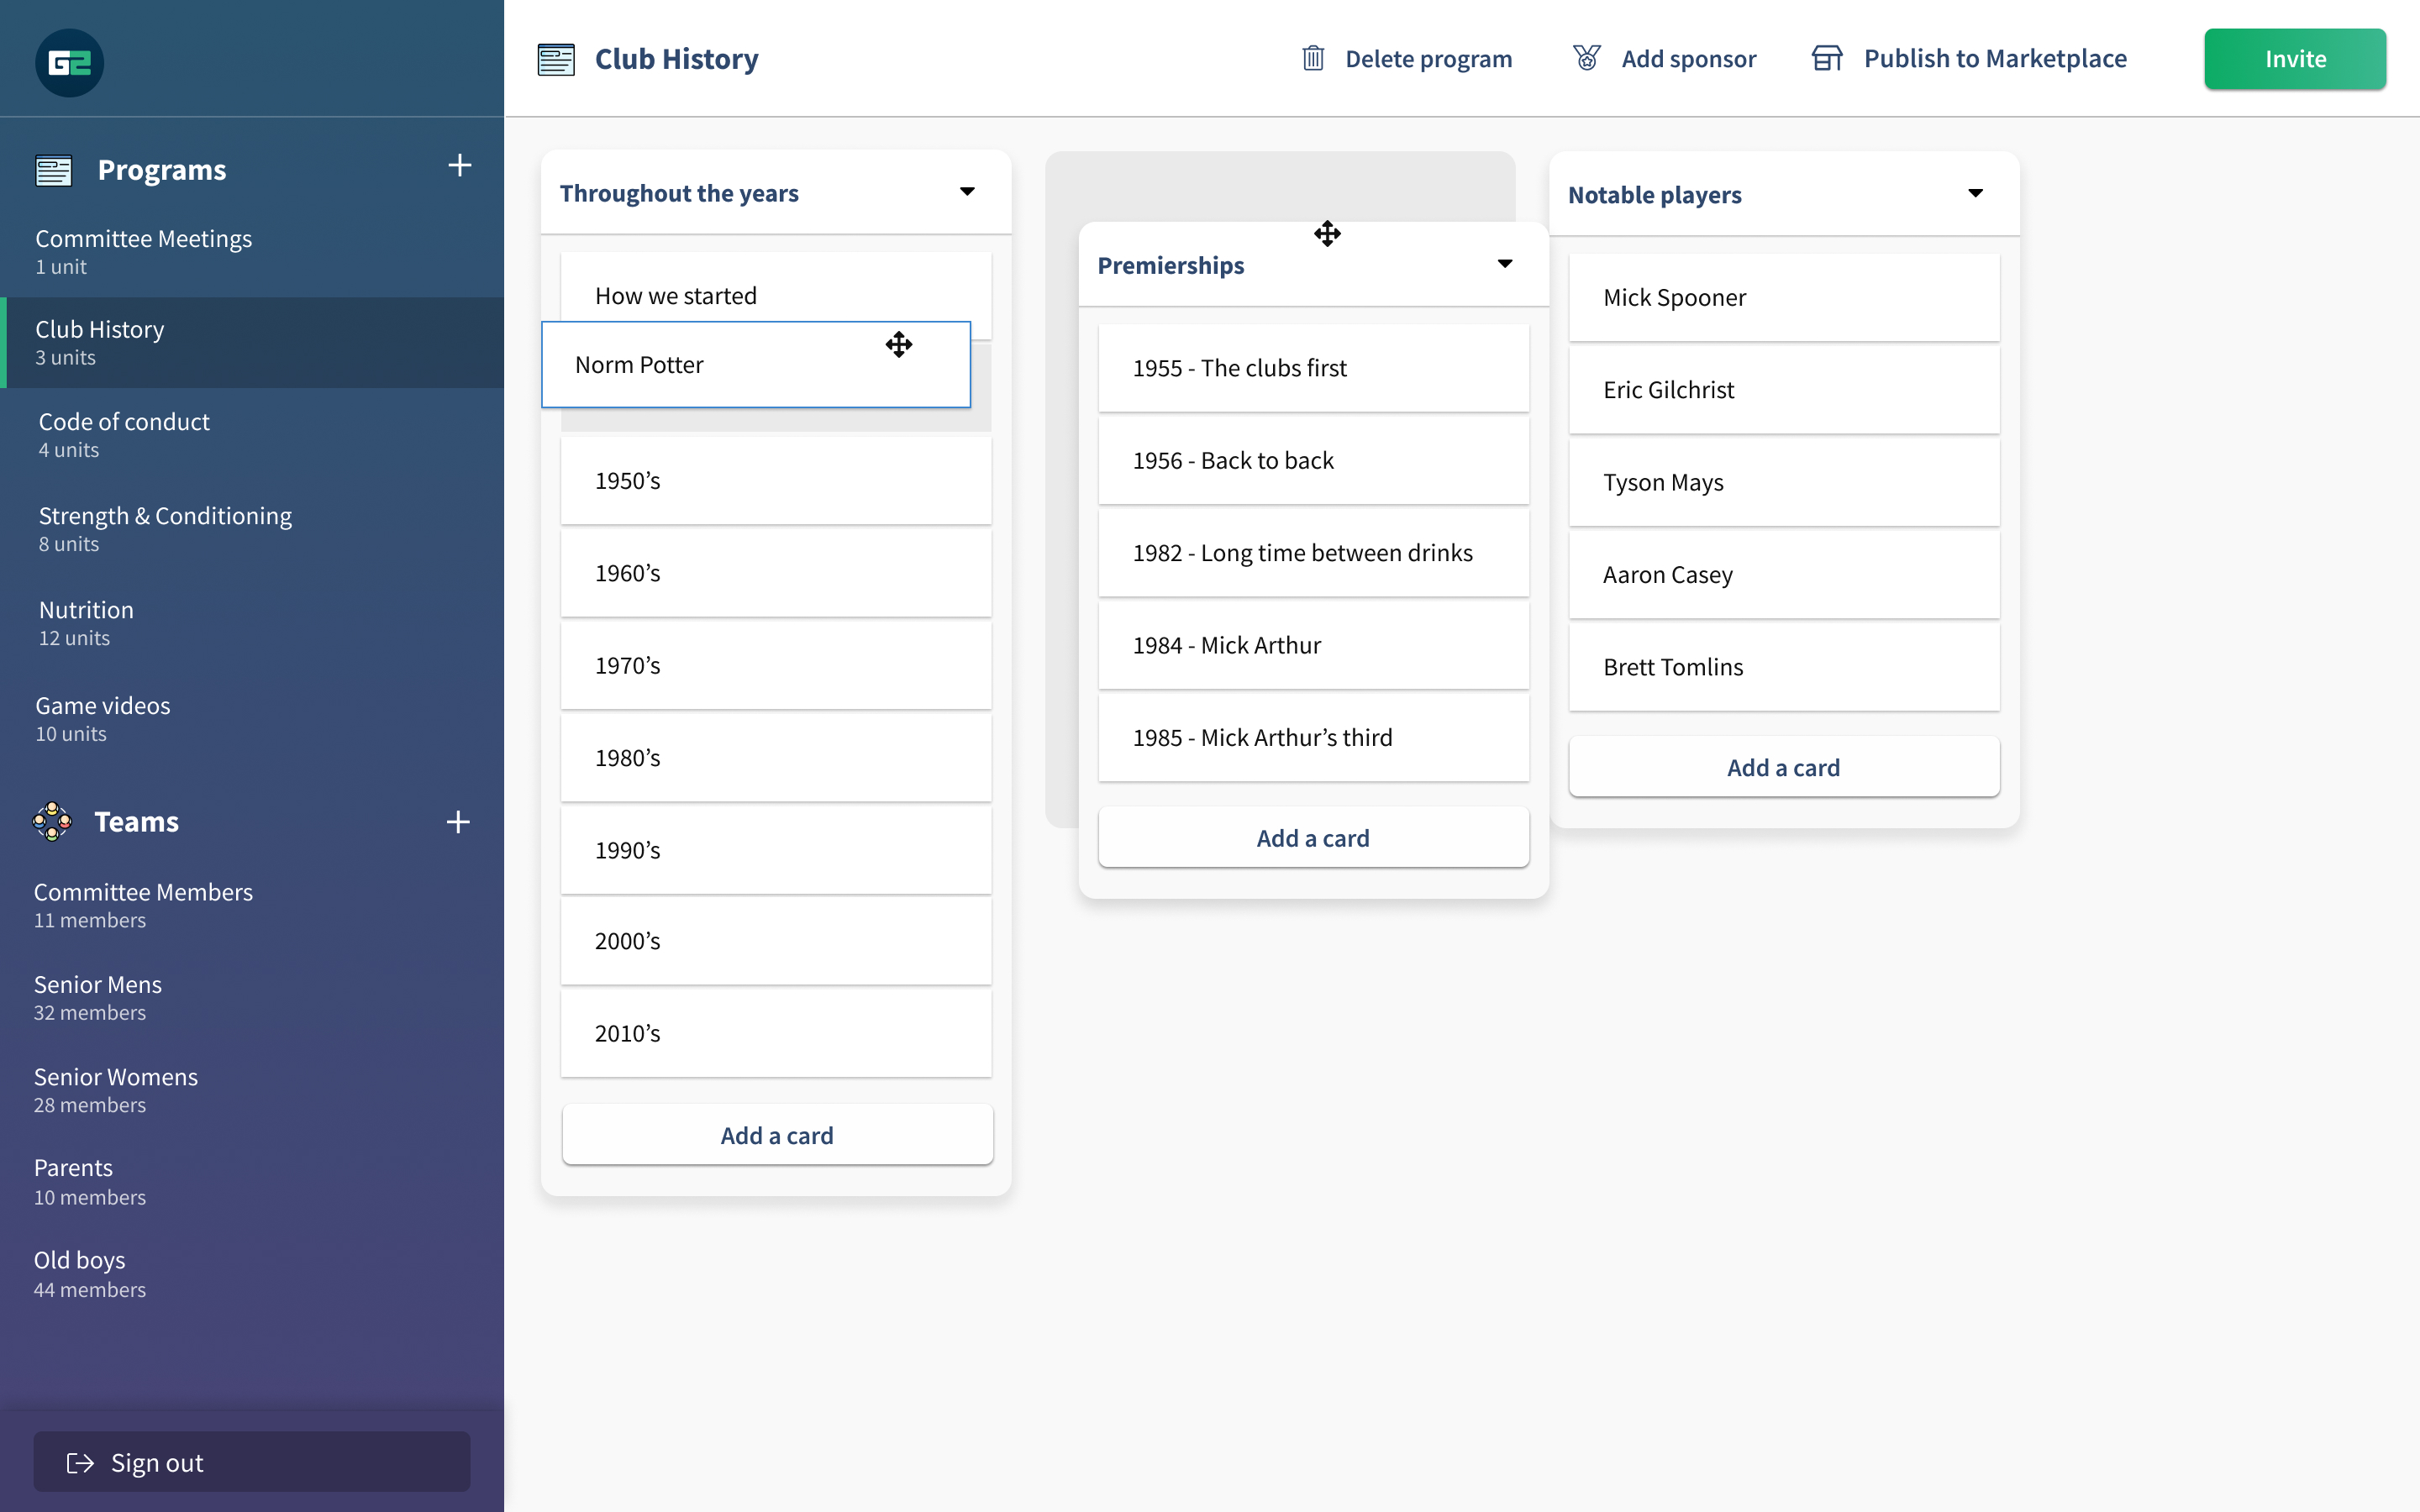 G2
Programs
Committee Meetings
1 unit
Club History
3 units
Code of conduct
4 units
Strength & Conditioning
8 units
Nutrition
12 units
Game videos
10 units
Teams
Committee Members
11 members
Senior Mens
32 members
Senior Womens
28 members
Parents
10 members
Old boys
44 members
Sign out
Club History
Delete program
Add sponsor
Publish to Marketplace
Invite
Throughout the years
How we started
Norm Potter
1950’s
1960’s
1970’s
1980’s
1990’s
2000’s
2010’s
Add a card
Premierships
1955 - The clubs first
1956 - Back to back
1982 - Long time between drinks
1984 - Mick Arthur
1985 - Mick Arthur’s third
Add a card
Notable players
Mick Spooner
Eric Gilchrist
Tyson Mays
Aaron Casey
Brett Tomlins
Add a card